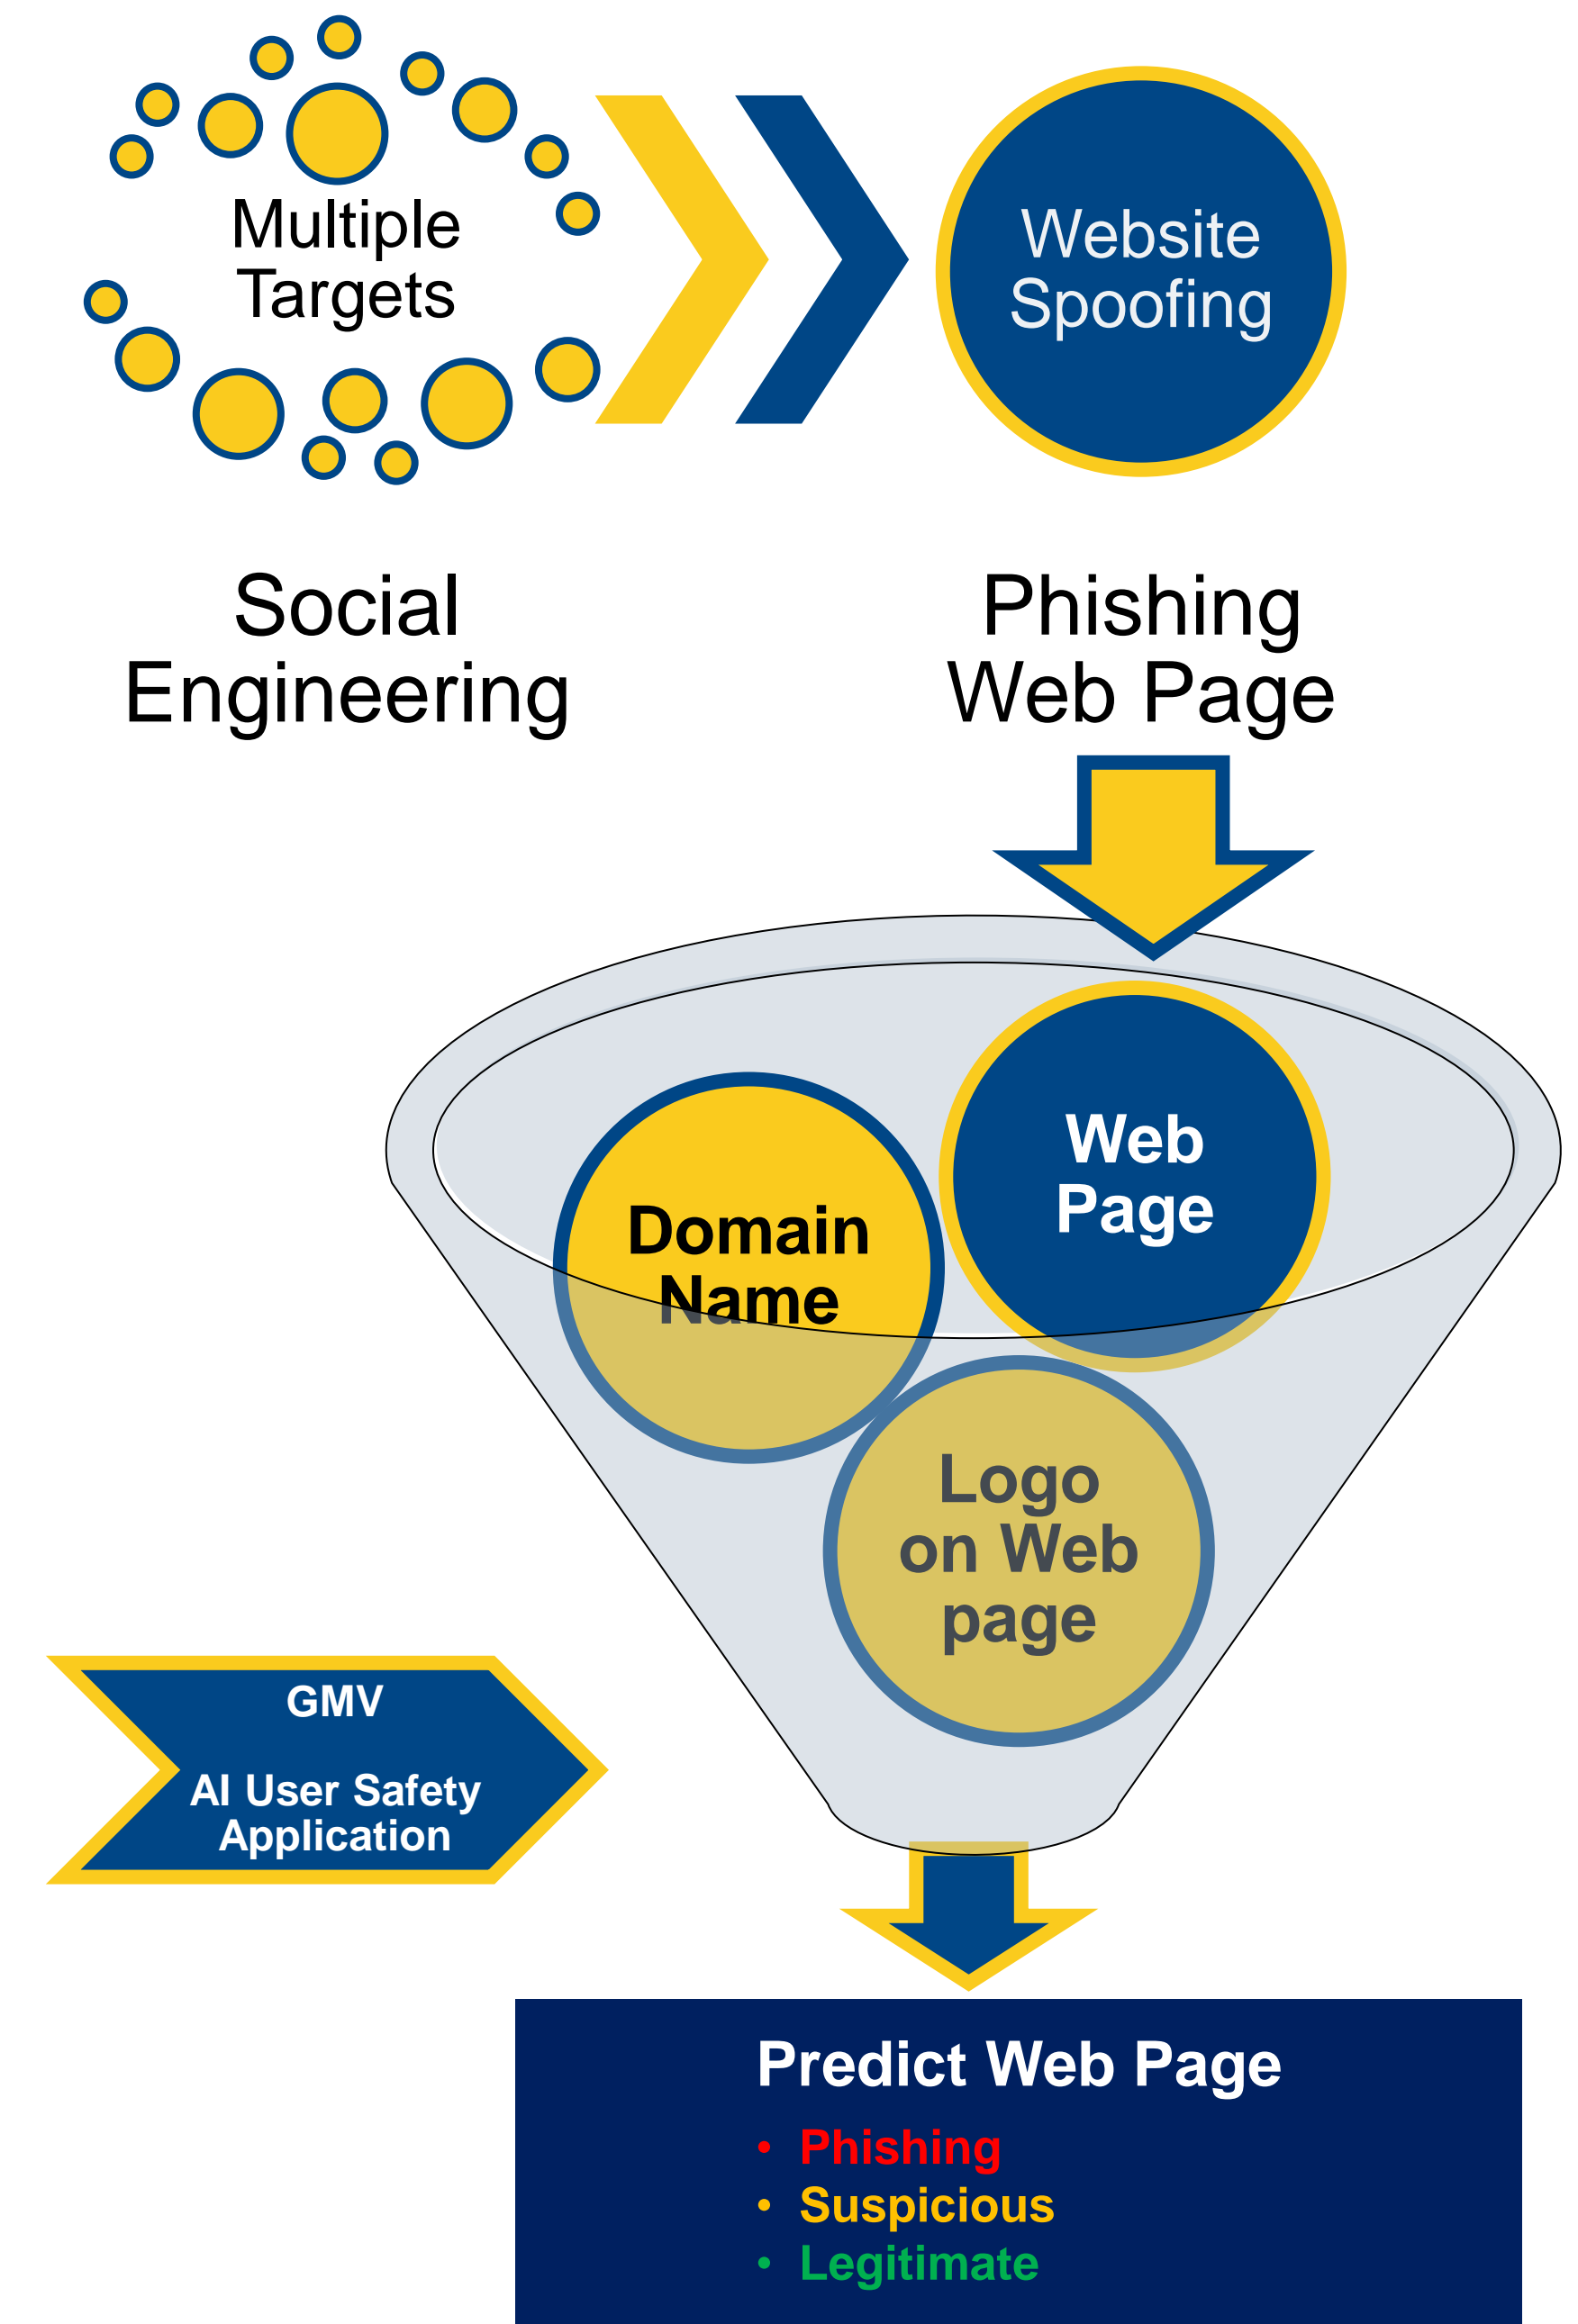 Multiple
Targets
Website
Spoofing
Social
Engineering
Phishing
Web Page
Web
Page
Domain
Name
Logo
on Web
page
GMV
AI User Safety
Application
Predict Web Page
• Phishing
• Suspicious
• Legitimate